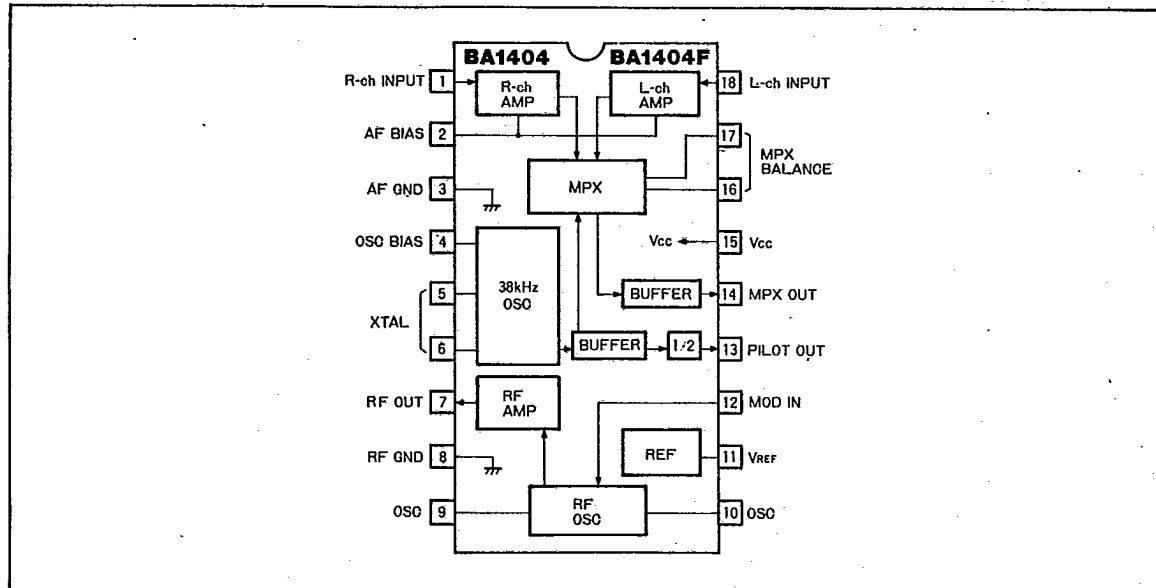 BA1404 BA1404F
R-ch INPUT 1
R-ch
AMP
L-ch
AMP
18 L-ch INPUT
AF BIAS 2
17
MPX
BALANCE
AF GND 3
MPX
16
OSC BIAS 4
Vcc
15 Vcc
38kHz
OSC
XTAL
5
BUFFER
14 MPX OUT
6
BUFFER
1/2
13 PILOT OUT
RF OUT 7
RF
AMP
12 MOD IN
RF GND 8
REF
11 VREF
OSC 9
RF
OSC
10 OSC